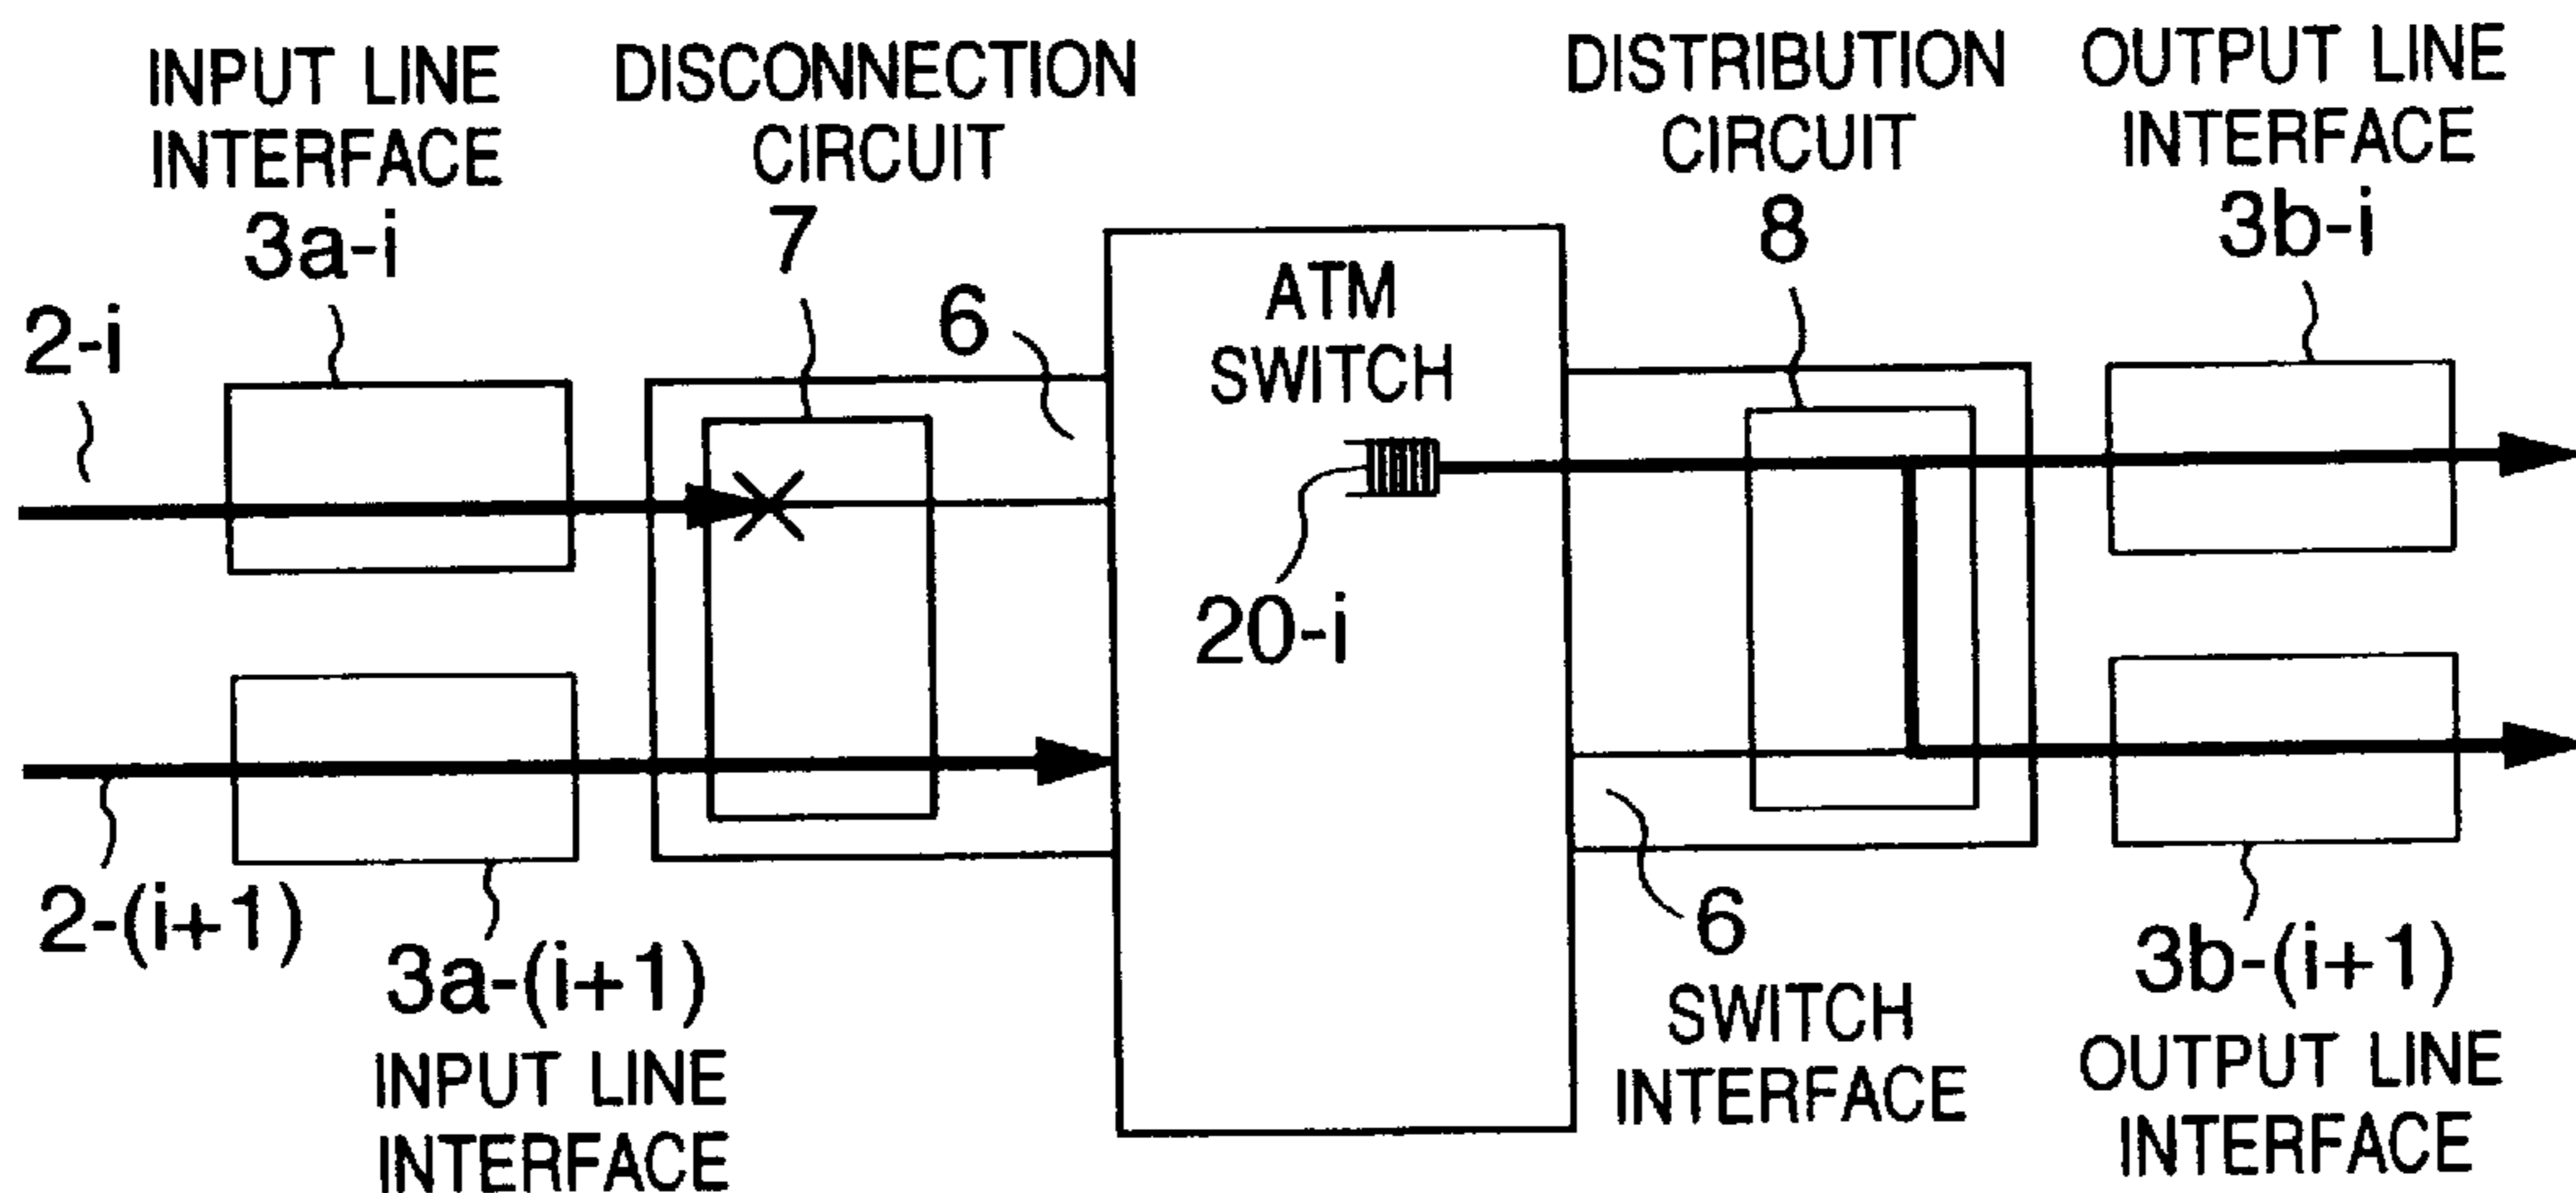 INPUT LINE
INTERFACE
3a-i
DISCONNECTION
CIRCUIT
7
DISTRIBUTION
CIRCUIT
8
OUTPUT LINE
INTERFACE
3b-i
2-i
6
ATM
SWITCH
20-i
2-(i+1)
3a-(i+1)
INPUT LINE
INTERFACE
6
SWITCH
INTERFACE
3b-(i+1)
OUTPUT LINE
INTERFACE